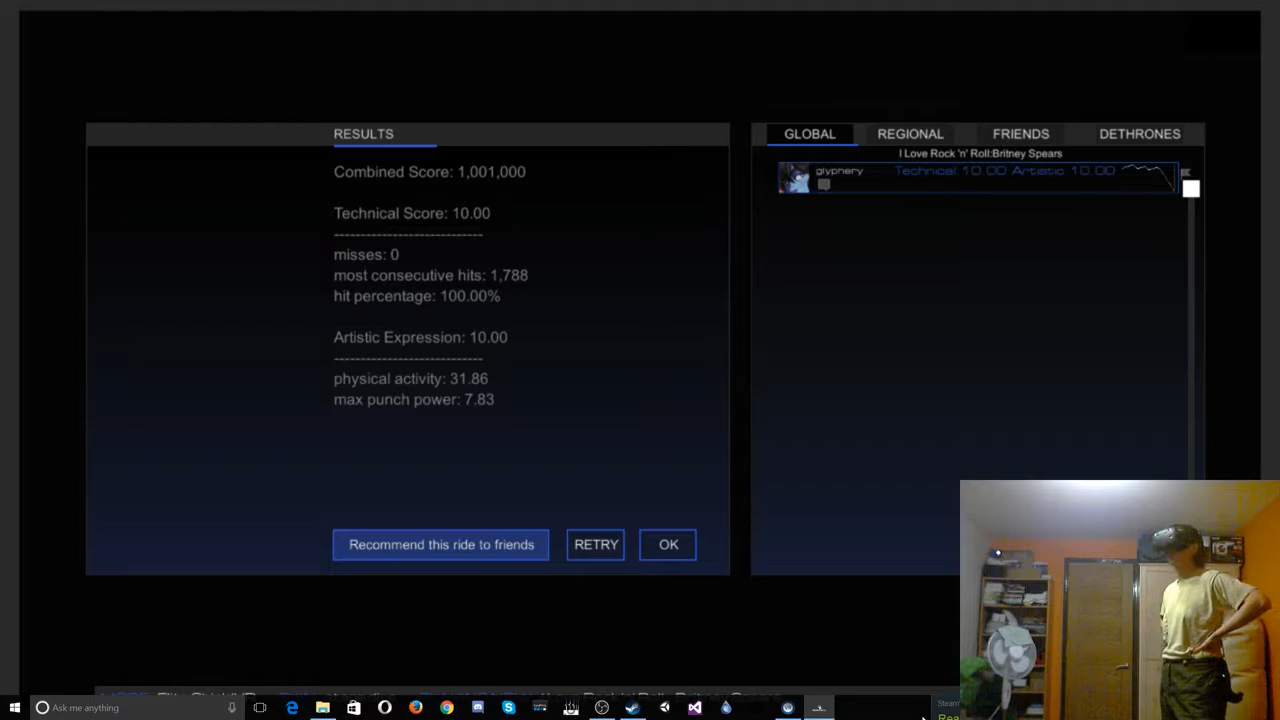 RESULTS
Combined Score: 1,001,000
Technical Score: 10.00
----------------------------
misses: 0
most consecutive hits: 1,788
hit percentage: 100.00%
Artistic Expression: 10.00
----------------------------
physical activity: 31.86
max punch power: 7.83
Recommend this ride to friends
RETRY
OK
GLOBAL REGIONAL FRIENDS DETHRONES
I Love Rock 'n' Roll:Britney Spears
glyphery Technical 10.00 Artistic 10.00
Ask me anything
Steam